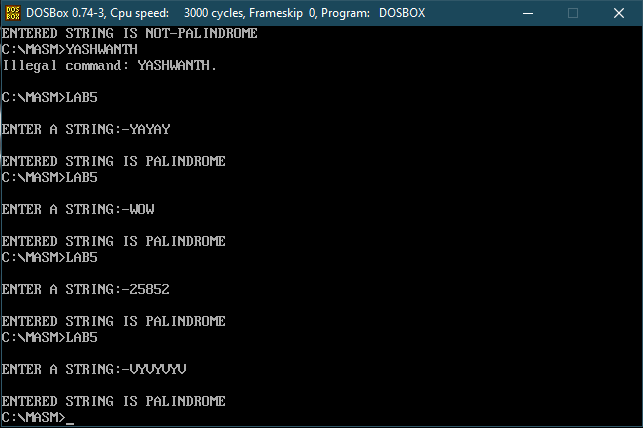 DOSBox 0.74-3, Cpu speed: 3000 cycles, Frameskip 0, Program: DOSBOX
ENTERED STRING IS NOT-PALINDROME
C:\MASM>YASHWANTH
Illegal command: YASHWANTH.
C:\MASM>LAB5
ENTER A STRING:-YAYAY
ENTERED STRING IS PALINDROME
C:\MASM>LAB5
ENTER A STRING:-WOW
ENTERED STRING IS PALINDROME
C:\MASM>LAB5
ENTER A STRING:-25852
ENTERED STRING IS PALINDROME
C:\MASM>LAB5
ENTER A STRING:-VYVYVYV
ENTERED STRING IS PALINDROME
C:\MASM>_